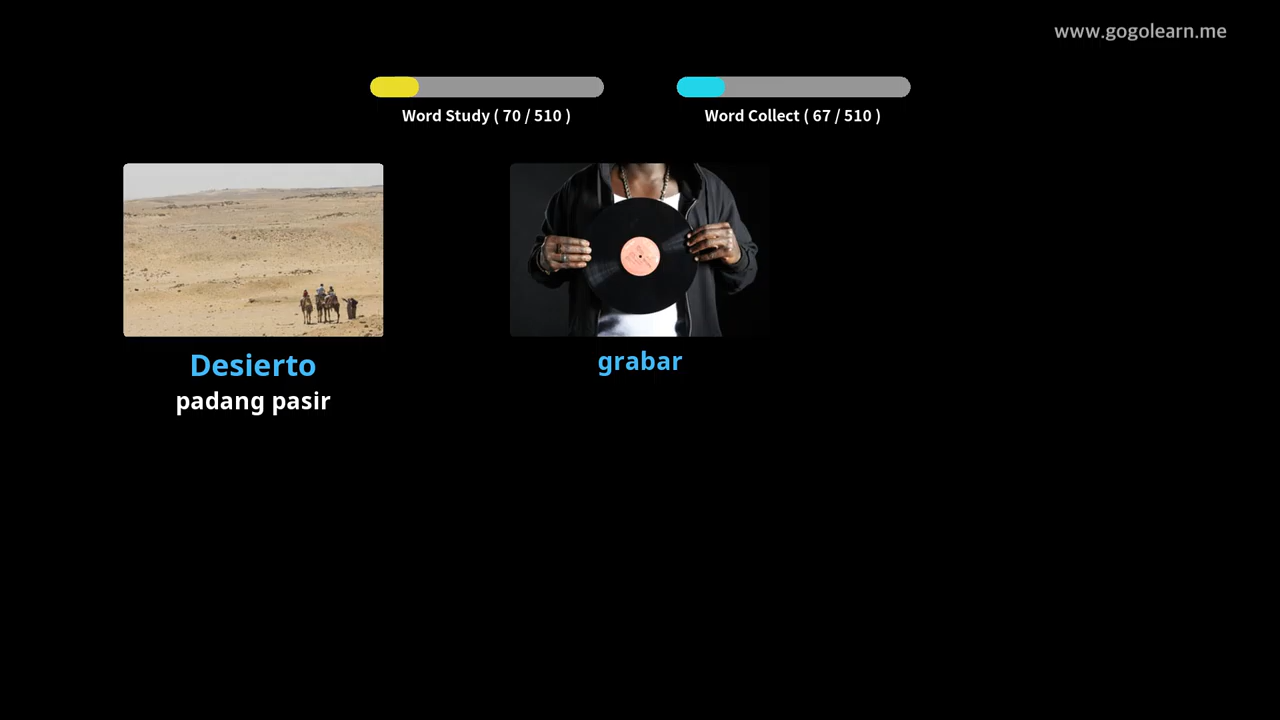 www.gogolearn.me
Word Study ( 70 / 510 )
Word Collect ( 67 / 510 )
Desierto
padang pasir
grabar